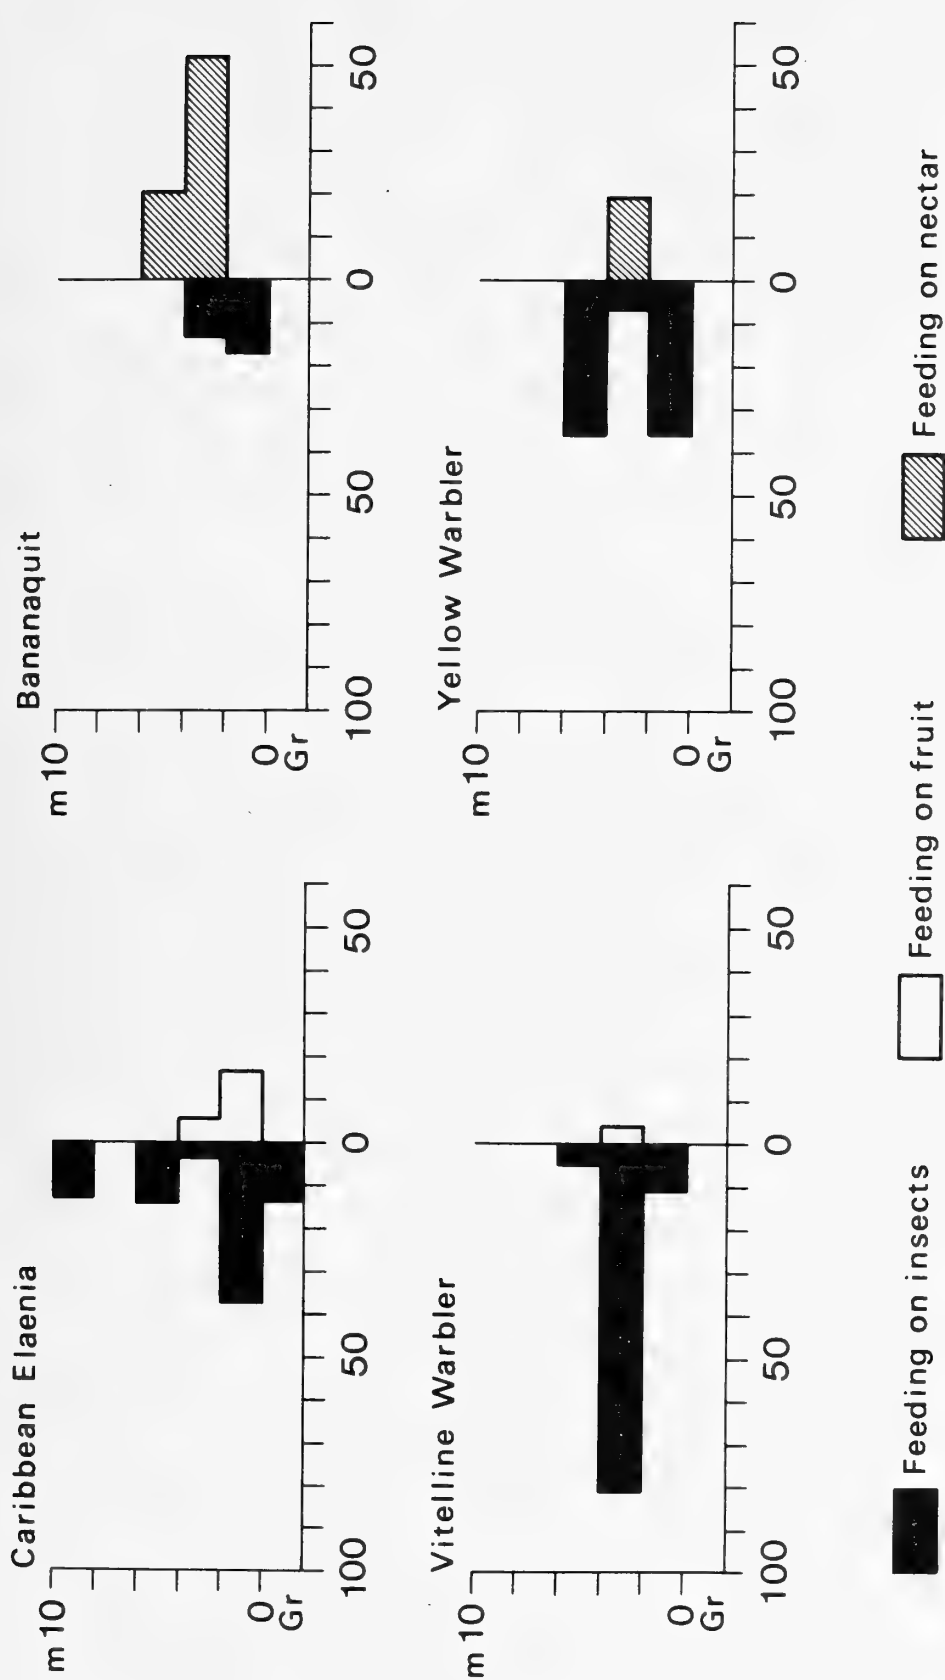 Caribbean Elaenia
m 10
0
Gr
100
50
0
50
Bananaquit
m 10
0
Gr
100
50
0
50
Vitelline Warbler
m 10
0
Gr
100
50
0
50
Yellow Warbler
m 10
0
Gr
100
50
0
50
Feeding on insects
Feeding on fruit
Feeding on nectar